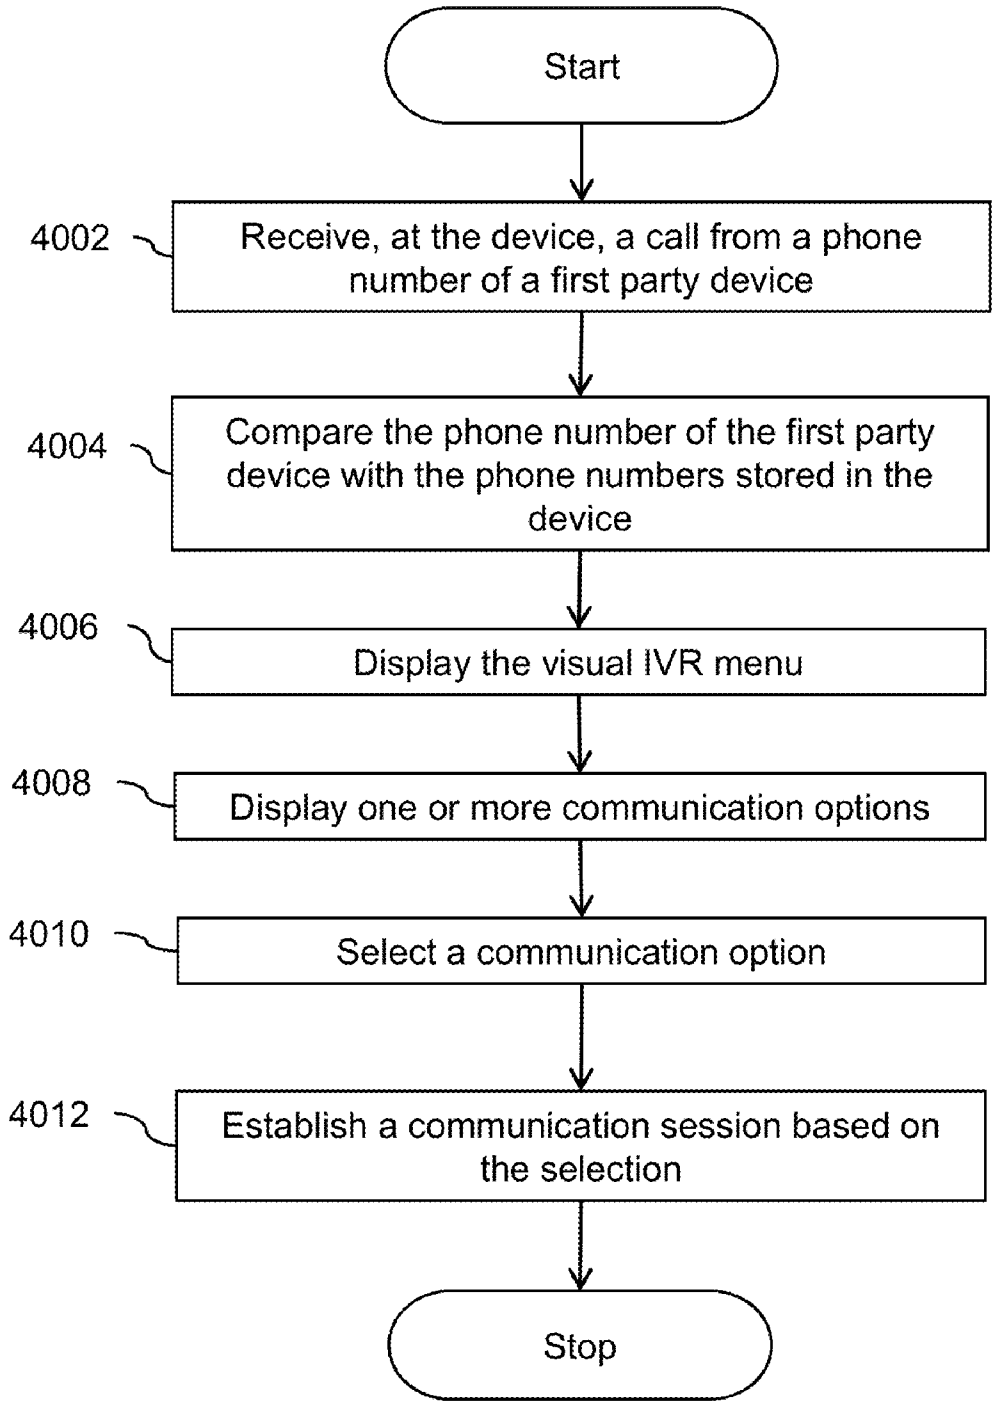 Start
4002
Receive, at the device, a call from a phone
number of a first party device
4004
Compare the phone number of the first party
device with the phone numbers stored in the
device
4006
Display the visual IVR menu
4008
Display one or more communication options
4010
Select a communication option
4012
Establish a communication session based on
the selection
Stop